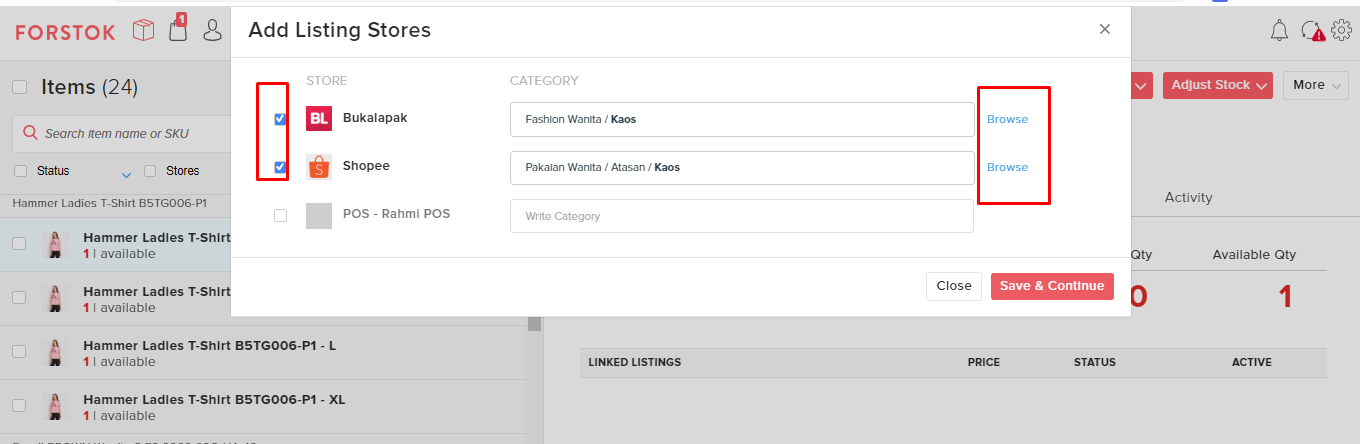 Add Listing Stores
×
FORSTOK
1
Items (24)
Search item name or SKU
Status
Stores
Hammer Ladies T-Shirt B5TG006-P1
Hammer Ladies T-Shirt
1 | available
Hammer Ladies T-Shirt
1 | available
Hammer Ladies T-Shirt B5TG006-P1 - L
1 | available
Hammer Ladies T-Shirt B5TG006-P1 - XL
1 | available
STORE CATEGORY
BL Bukalapak Fashion Wanita / Kaos Browse
S Shopee Pakaian Wanita / Atasan / Kaos Browse
POS - Rahmi POS Write Category
Close Save & Continue
Adjust Stock More
Activity
Qty Available Qty
0 1
LINKED LISTINGS PRICE STATUS ACTIVE